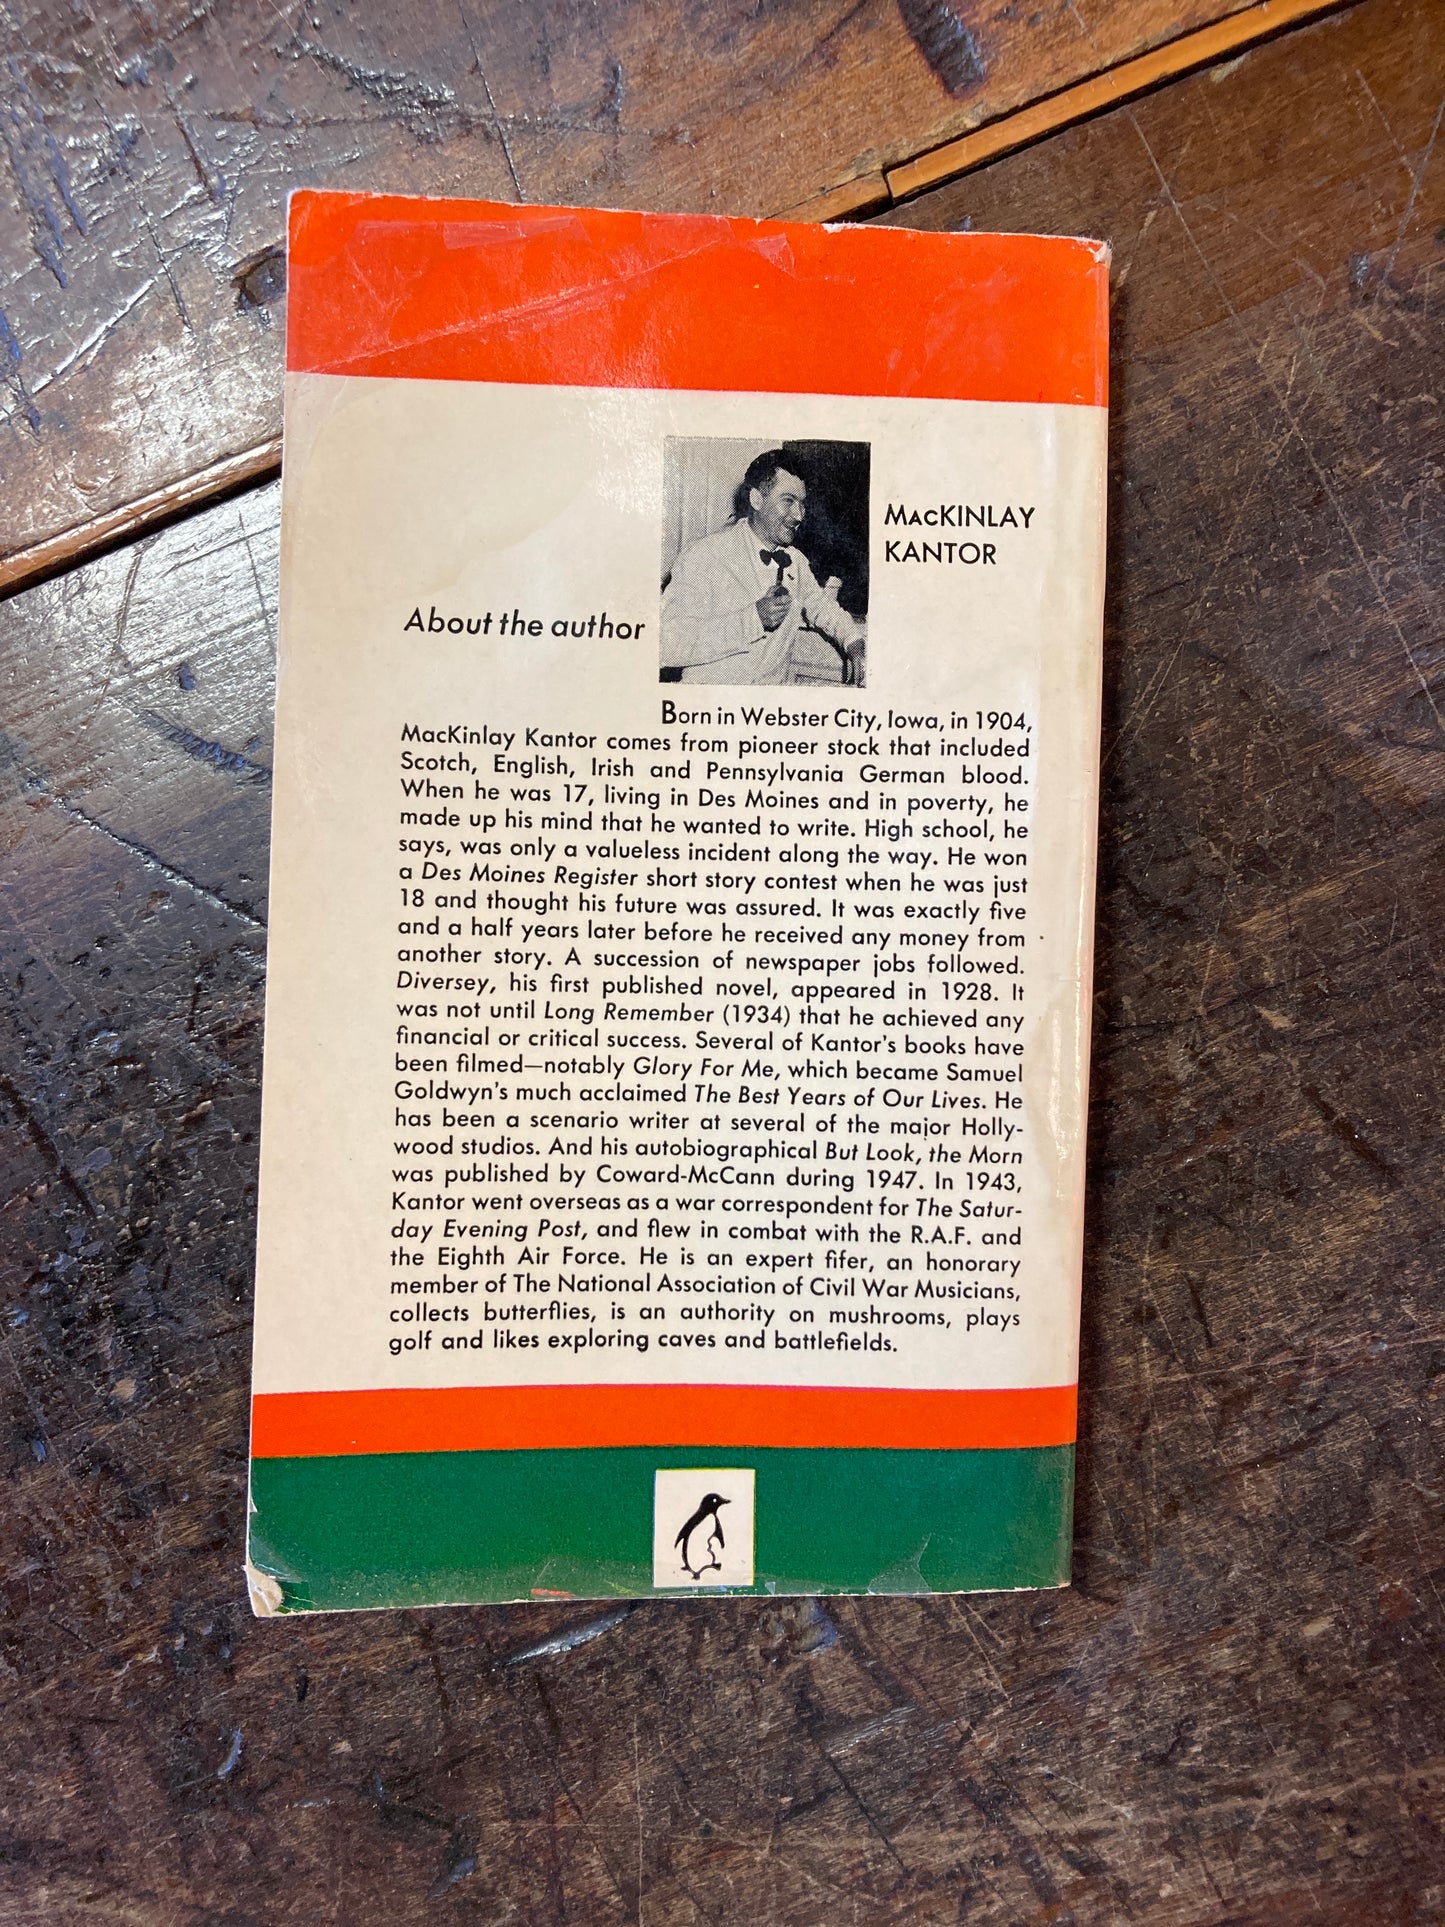 MacKINLAY
KANTOR
About the author
Born in Webster City, Iowa, in 1904,
MacKinlay Kantor comes from pioneer stock that included
Scotch, English, Irish and Pennsylvania German blood.
When he was 17, living in Des Moines and in poverty, he
made up his mind that he wanted to write. High school, he
says, was only a valueless incident along the way. He won
a Des Moines Register short story contest when he was just
18 and thought his future was assured. It was exactly five
and a half years later before he received any money from
another story. A succession of newspaper jobs followed.
Diversey, his first published novel, appeared in 1928. It
was not until Long Remember (1934) that he achieved any
financial or critical success. Several of Kantor's books have
been filmed—notably Glory For Me, which became Samuel
Goldwyn's much acclaimed The Best Years of Our Lives. He
has been a scenario writer at several of the major Holly-
wood studios. And his autobiographical But Look, the Morn
was published by Coward-McCann during 1947. In 1943,
Kantor went overseas as a war correspondent for The Satur-
day Evening Post, and flew in combat with the R.A.F. and
the Eighth Air Force. He is an expert fifer, an honorary
member of The National Association of Civil War Musicians,
collects butterflies, is an authority on mushrooms, plays
golf and likes exploring caves and battlefields.